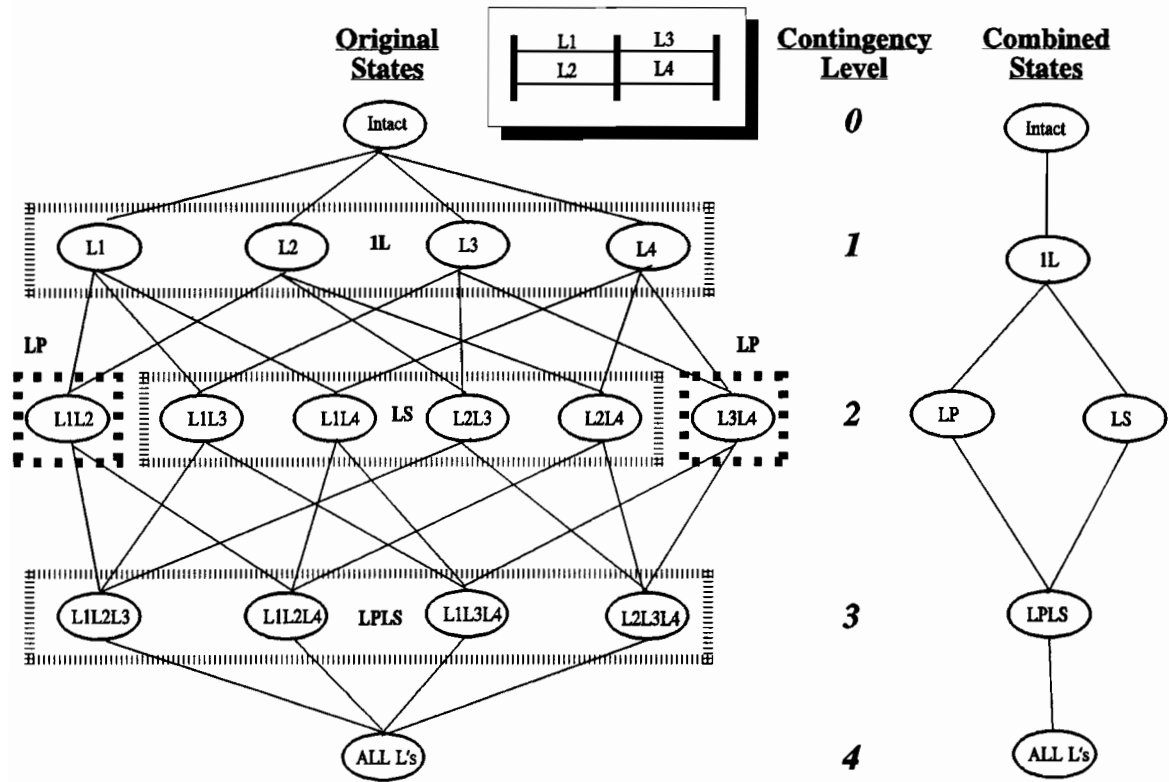 Original States
L1 L3
L2 L4
Contingency Level
Combined States
Intact
0
Intact
L1 L2 1L L3 L4
1
1L
LP LP
L1L2 L1L3 L1L4 LS L2L3 L2L4 L3L4
2
LP LS
L1L2L3 L1L2L4 LPLS L1L3L4 L2L3L4
3
LPLS
ALL L's
4
ALL L's